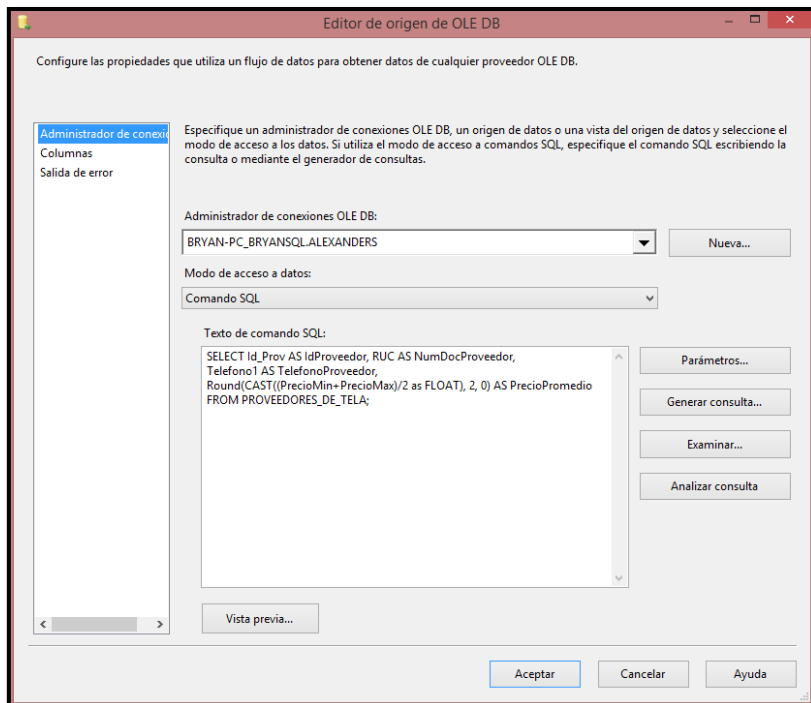 Editor de origen de OLE DB
Configure las propiedades que utiliza un flujo de datos para obtener datos de cualquier proveedor OLE DB.
Administrador de conexi
Columnas
Salida de error
Especifique un administrador de conexiones OLE DB, un origen de datos o una vista del origen de datos y seleccione el
modo de acceso a los datos. Si utiliza el modo de acceso a comandos SQL, especifique el comando SQL escribiendo la
consulta o mediante el generador de consultas.
Administrador de conexiones OLE DB:
BRYAN-PC_BRYANSQL.ALEXANDERS
Nueva...
Modo de acceso a datos:
Comando SQL
Texto de comando SQL:
SELECT Id_Prov AS IdProveedor, RUC AS NumDocProveedor,
Telefono1 AS TelefonoProveedor,
Round(CAST((PrecioMin+PrecioMax)/2 as FLOAT), 2, 0) AS PrecioPromedio
FROM PROVEEDORES_DE_TELA;
Parámetros...
Generar consulta...
Examinar...
Analizar consulta
Vista previa...
Aceptar
Cancelar
Ayuda